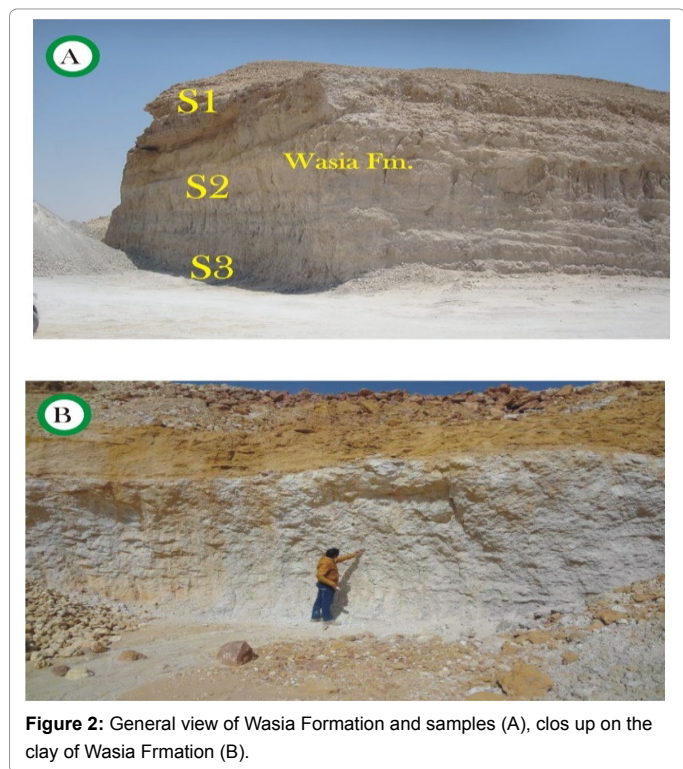 A
S1
Wasia Fm.
S2
S3
B
Figure 2: General view of Wasia Formation and samples (A), clos up on the
clay of Wasia Frmation (B).